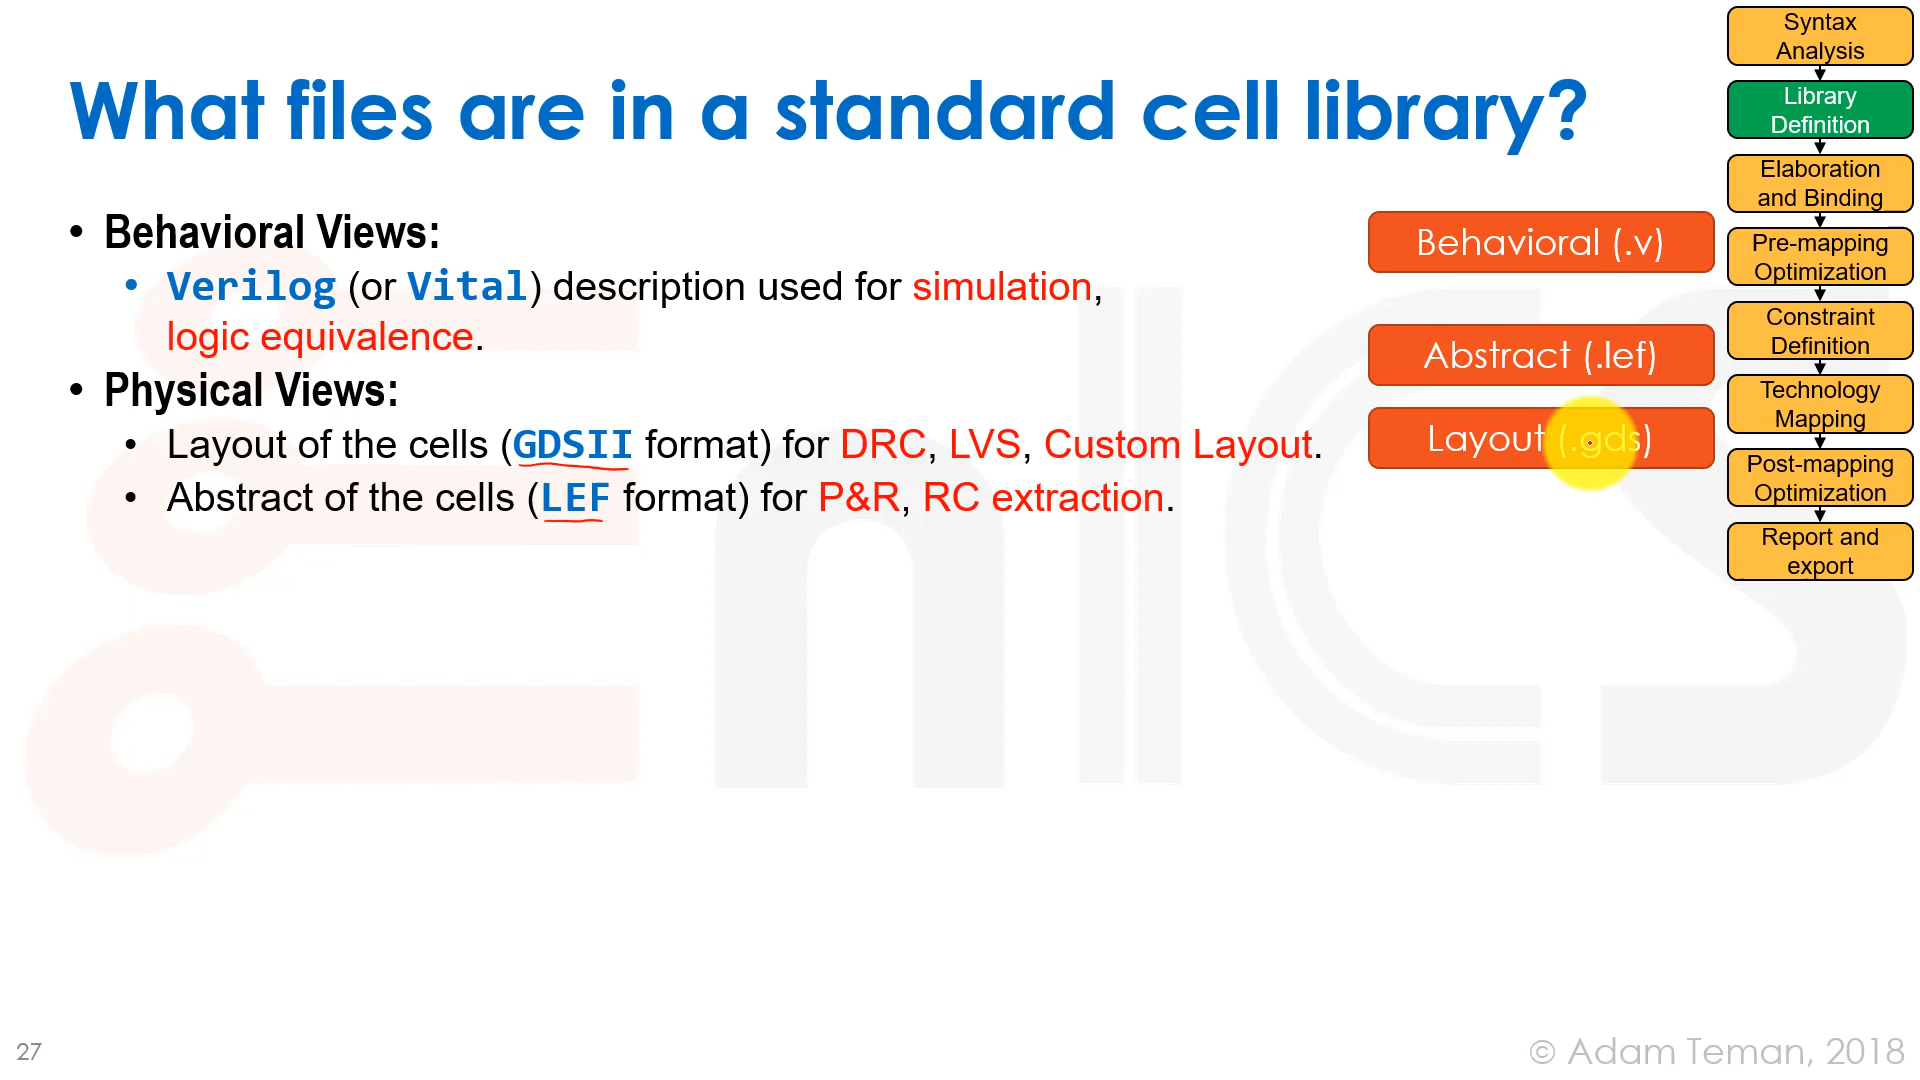 What files are in a standard cell library?
• Behavioral Views:
• Verilog (or Vital) description used for simulation,
logic equivalence.
• Physical Views:
• Layout of the cells (GDSII format) for DRC, LVS, Custom Layout.
• Abstract of the cells (LEF format) for P&R, RC extraction.
Behavioral (.v)
Abstract (.lef)
Layout (.gds)
Syntax
Analysis
Library
Definition
Elaboration
and Binding
Pre-mapping
Optimization
Constraint
Definition
Technology
Mapping
Post-mapping
Optimization
Report and
export
EnICS
27
© Adam Teman, 2018